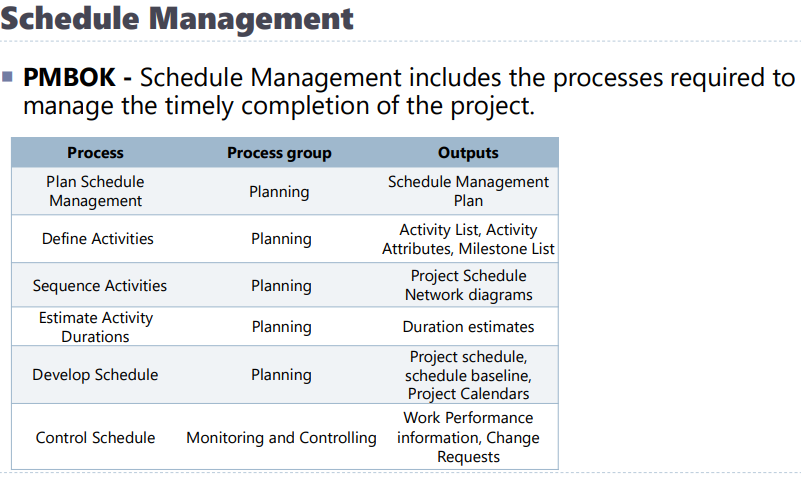 Schedule Management
PMBOK - Schedule Management includes the processes required to
manage the timely completion of the project.
Process Process group Outputs
Plan Schedule
Management
Planning
Schedule Management
Plan
Define Activities
Planning
Activity List, Activity
Attributes, Milestone List
Sequence Activities
Planning
Project Schedule
Network diagrams
Estimate Activity
Durations
Planning
Duration estimates
Develop Schedule
Planning
Project schedule,
schedule baseline,
Project Calendars
Control Schedule
Monitoring and Controlling
Work Performance
information, Change
Requests